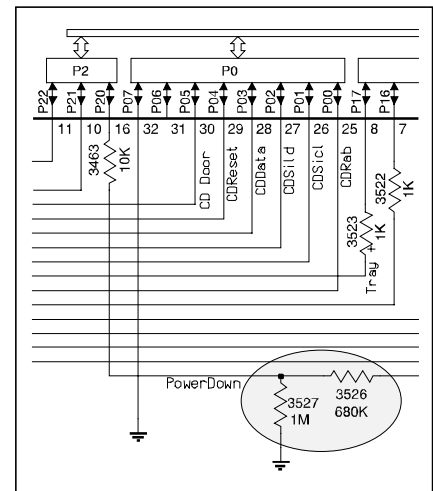 P2
P0
P22
P21
P20
P07
P06
P05
P04
P03
P02
P01
P00
P17
P16
11
10
16
32
31
30
29
28
27
26
25
8
7
3463
10K
CD Door
CDReset
CDData
CDSild
CDSicl
CDRab
Tray +
3523
1K
3522
1K
PowerDown
3527
1M
3526
680K